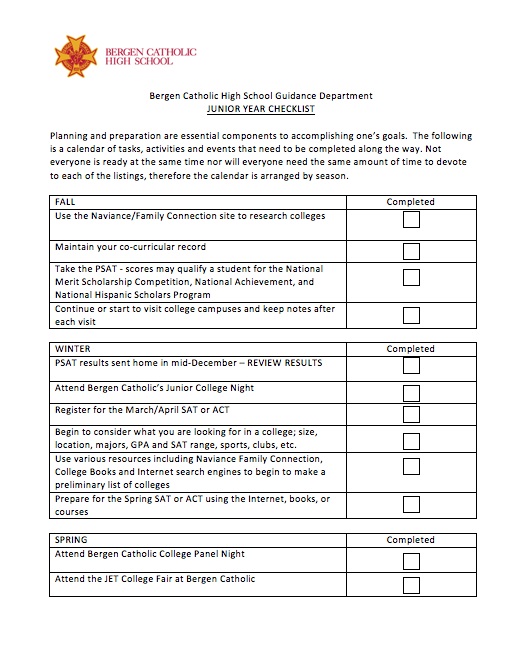 BERGEN CATHOLIC
HIGH SCHOOL
Bergen Catholic High School Guidance Department
JUNIOR YEAR CHECKLIST
Planning and preparation are essential components to accomplishing one's goals. The following
is a calendar of tasks, activities and events that need to be completed along the way. Not
everyone is ready at the same time nor will everyone need the same amount of time to devote
to each of the listings, therefore the calendar is arranged by season.
FALL Completed
Use the Naviance/Family Connection site to research colleges
Maintain your co-curricular record
Take the PSAT - scores may qualify a student for the National
Merit Scholarship Competition, National Achievement, and
National Hispanic Scholars Program
Continue or start to visit college campuses and keep notes after
each visit
WINTER Completed
PSAT results sent home in mid-December – REVIEW RESULTS
Attend Bergen Catholic's Junior College Night
Register for the March/April SAT or ACT
Begin to consider what you are looking for in a college; size,
location, majors, GPA and SAT range, sports, clubs, etc.
Use various resources including Naviance Family Connection,
College Books and Internet search engines to begin to make a
preliminary list of colleges
Prepare for the Spring SAT or ACT using the Internet, books, or
courses
SPRING Completed
Attend Bergen Catholic College Panel Night
Attend the JET College Fair at Bergen Catholic